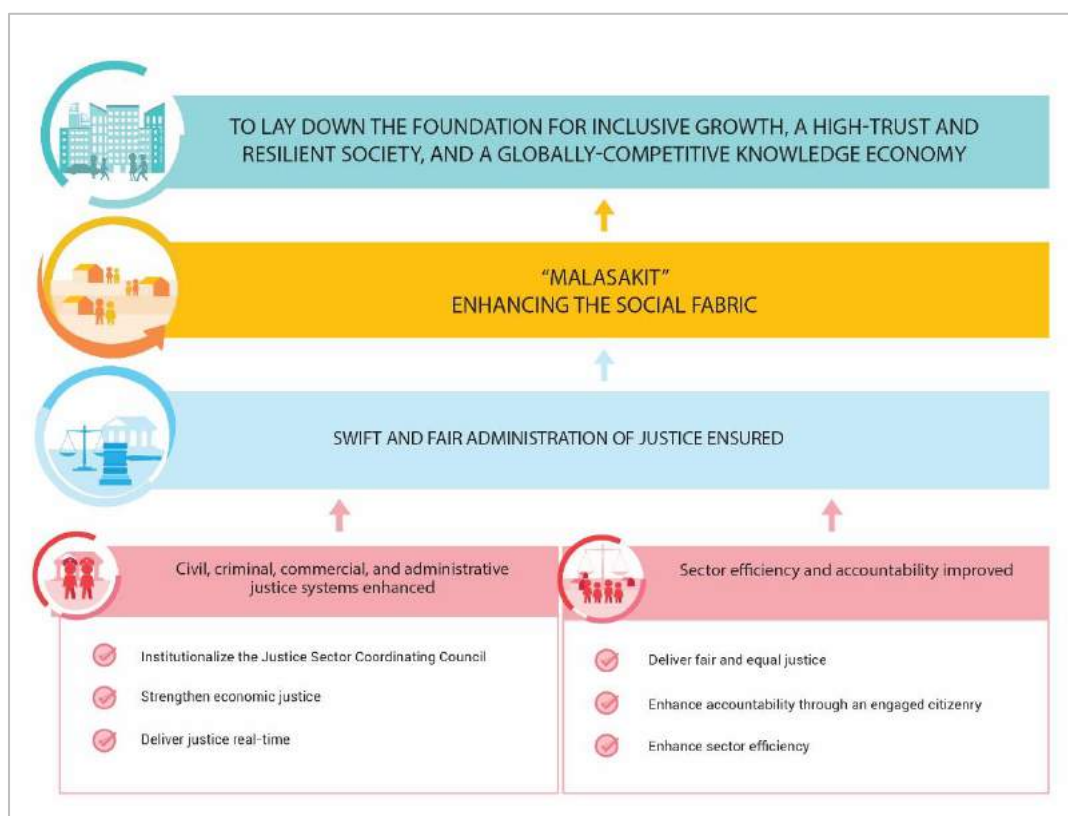 TO LAY DOWN THE FOUNDATION FOR INCLUSIVE GROWTH, A HIGH-TRUST AND
RESILIENT SOCIETY, AND A GLOBALLY-COMPETITIVE KNOWLEDGE ECONOMY
“MALASAKIT”
ENHANCING THE SOCIAL FABRIC
SWIFT AND FAIR ADMINISTRATION OF JUSTICE ENSURED
Civil, criminal, commercial, and administrative
justice systems enhanced
Institutionalize the Justice Sector Coordinating Council
Strengthen economic justice
Deliver justice real-time
Sector efficiency and accountability improved
Deliver fair and equal justice
Enhance accountability through an engaged citizenry
Enhance sector efficiency